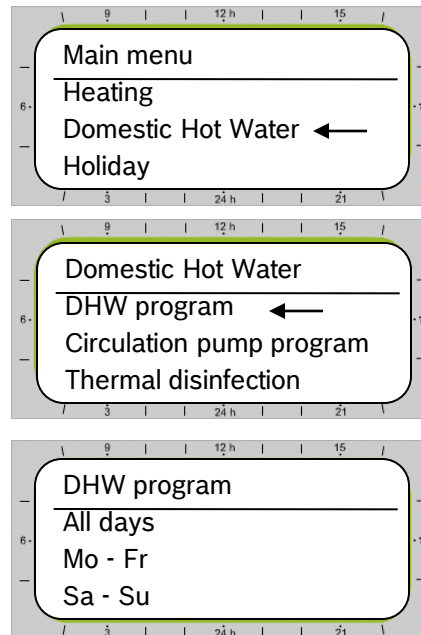 9 12 h 15
Main menu
Heating
6
Domestic Hot Water
Holiday
3 24 h 21
9 12 h 15
Domestic Hot Water
DHW program
6
Circulation pump program
Thermal disinfection
3 24 h 21
9 12 h 15
DHW program
All days
6
Mo - Fr
Sa - Su
3 24 h 21